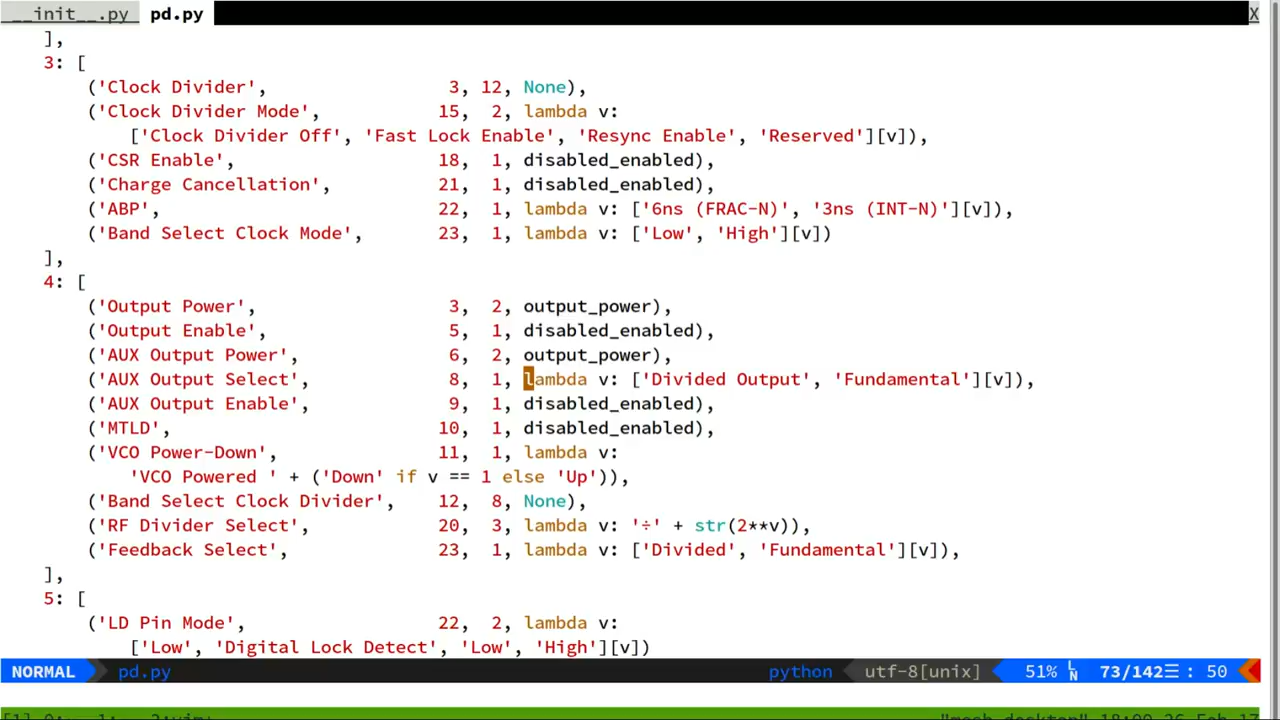 __init__.py   pd.py   X
],
3: [
('Clock Divider',                 3, 12, None),
('Clock Divider Mode',            15,  2, lambda v:
['Clock Divider Off', 'Fast Lock Enable', 'Resync Enable', 'Reserved'][v]),
('CSR Enable',                   18,  1, disabled_enabled),
('Charge Cancellation',           21,  1, disabled_enabled),
('ABP',                          22,  1, lambda v: ['6ns (FRAC-N)', '3ns (INT-N)'][v]),
('Band Select Clock Mode',       23,  1, lambda v: ['Low', 'High'][v])
],
4: [
('Output Power',                  3,  2, output_power),
('Output Enable',                 5,  1, disabled_enabled),
('AUX Output Power',              6,  2, output_power),
('AUX Output Select',             8,  1, lambda v: ['Divided Output', 'Fundamental'][v]),
('AUX Output Enable',             9,  1, disabled_enabled),
('MTLD',                         10,  1, disabled_enabled),
('VCO Power-Down',               11,  1, lambda v:
'VCO Powered ' + ('Down' if v == 1 else 'Up')),
('Band Select Clock Divider',    12,  8, None),
('RF Divider Select',            20,  3, lambda v: '÷' + str(2**v)),
('Feedback Select',              23,  1, lambda v: ['Divided', 'Fundamental'][v]),
],
5: [
('LD Pin Mode',                  22,  2, lambda v:
['Low', 'Digital Lock Detect', 'Low', 'High'][v])
NORMAL   pd.py   python   utf-8[unix]   51% LN 73/142☰ : 50